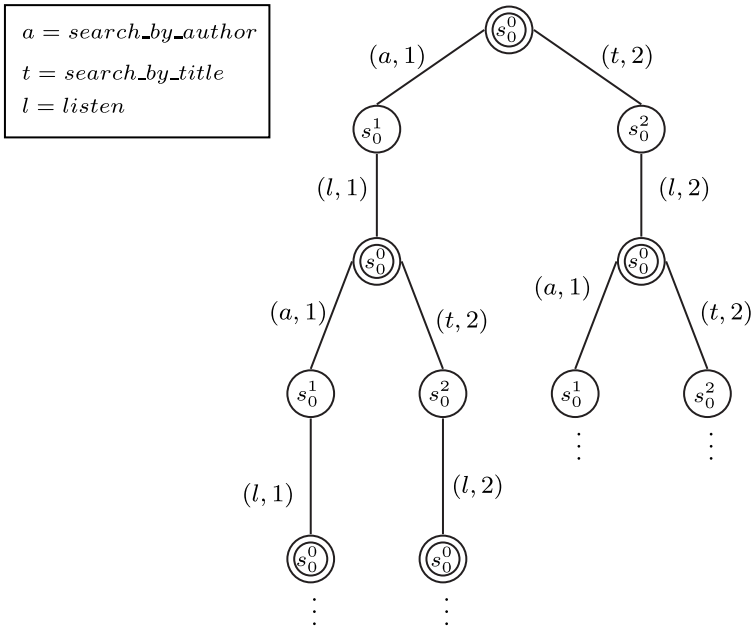 a = search_by_author
t = search_by_title
l = listen
s_0^0
(a, 1)
(t, 2)
s_0^1
s_0^2
(l, 1)
(l, 2)
s_0^0
s_0^0
(a, 1)
(t, 2)
(a, 1)
(t, 2)
s_0^1
s_0^2
s_0^1
s_0^2
⋮
⋮
(l, 1)
(l, 2)
s_0^0
s_0^0
⋮
⋮